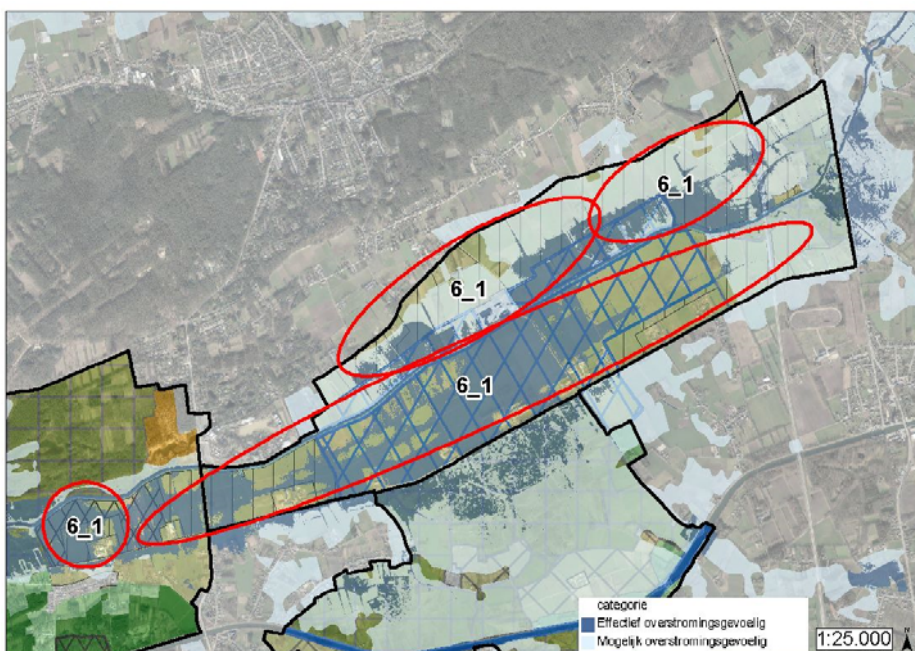 6_1
6_1
6_1
6_1
categorie
Effectief overstromingsgevoelig
Mogelijk overstromingsgevoelig
1:25.000
N